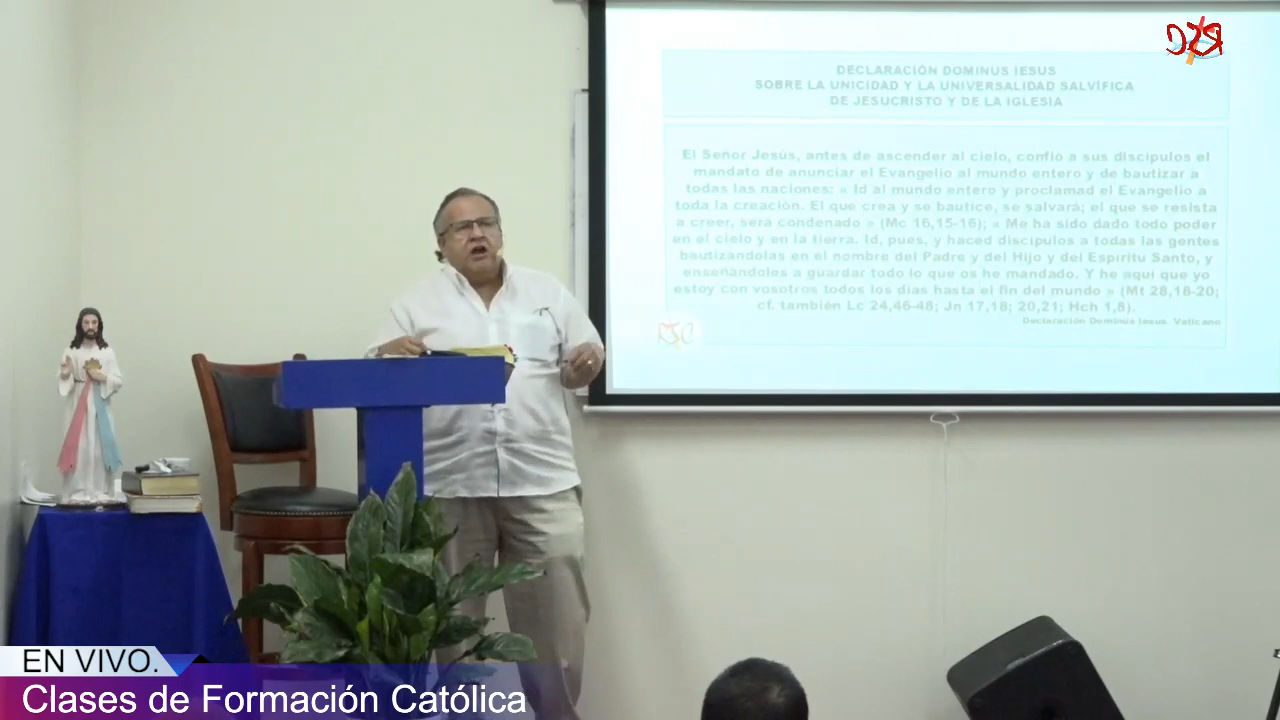 DECLARACIÓN DOMINUS IESUS
SOBRE LA UNICIDAD Y LA UNIVERSALIDAD SALVÍFICA
DE JESUCRISTO Y DE LA IGLESIA
El Señor Jesús, antes de ascender al cielo, confió a sus discípulos el
mandato de anunciar el Evangelio al mundo entero y de bautizar a
todas las naciones: « Id al mundo entero y proclamad el Evangelio a
toda la creación. El que crea y se bautice, se salvará; el que se resista
a creer, será condenado » (Mc 16,15-16); « Me ha sido dado todo poder
en el cielo y en la tierra. Id, pues, y haced discípulos a todas las gentes
bautizándolas en el nombre del Padre y del Hijo y del Espíritu Santo, y
enseñándoles a guardar todo lo que os he mandado. Y he aquí que yo
estoy con vosotros todos los días hasta el fin del mundo » (Mt 28,18-20;
cf. también Lc 24,46-48; Jn 17,18; 20,21; Hch 1,8).
Declaración Dominus Iesus Vaticano
EN VIVO.
Clases de Formación Católica